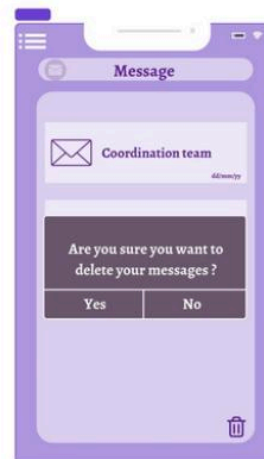 Message
Coordination team
dd/mm/yy
Are you sure you want to
delete your messages ?
Yes
No